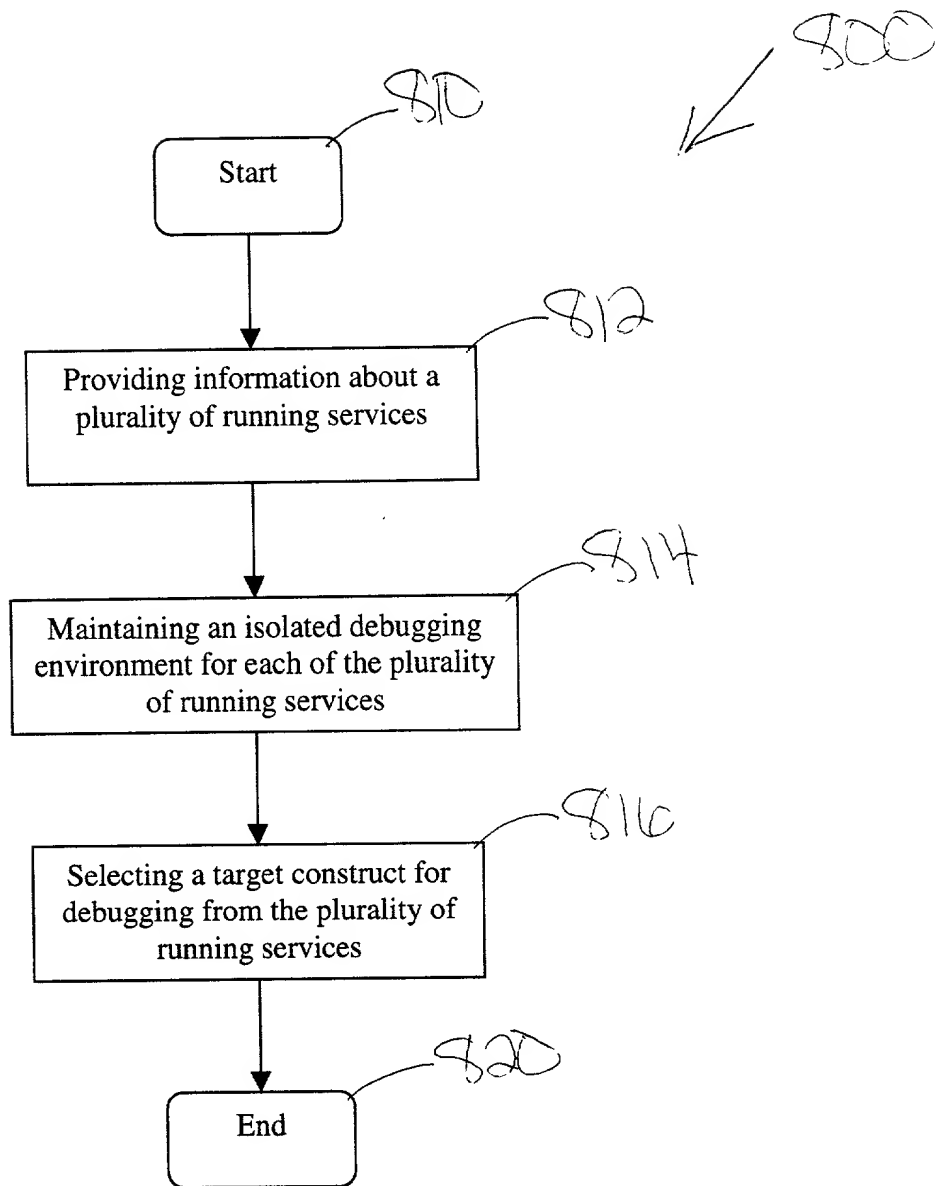 800
810
Start
812
Providing information about a
plurality of running services
814
Maintaining an isolated debugging
environment for each of the plurality
of running services
816
Selecting a target construct for
debugging from the plurality of
running services
820
End